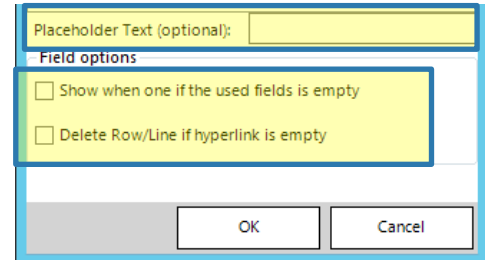 Placeholder Text (optional):
Field options
Show when one if the used fields is empty
Delete Row/Line if hyperlink is empty
OK
Cancel